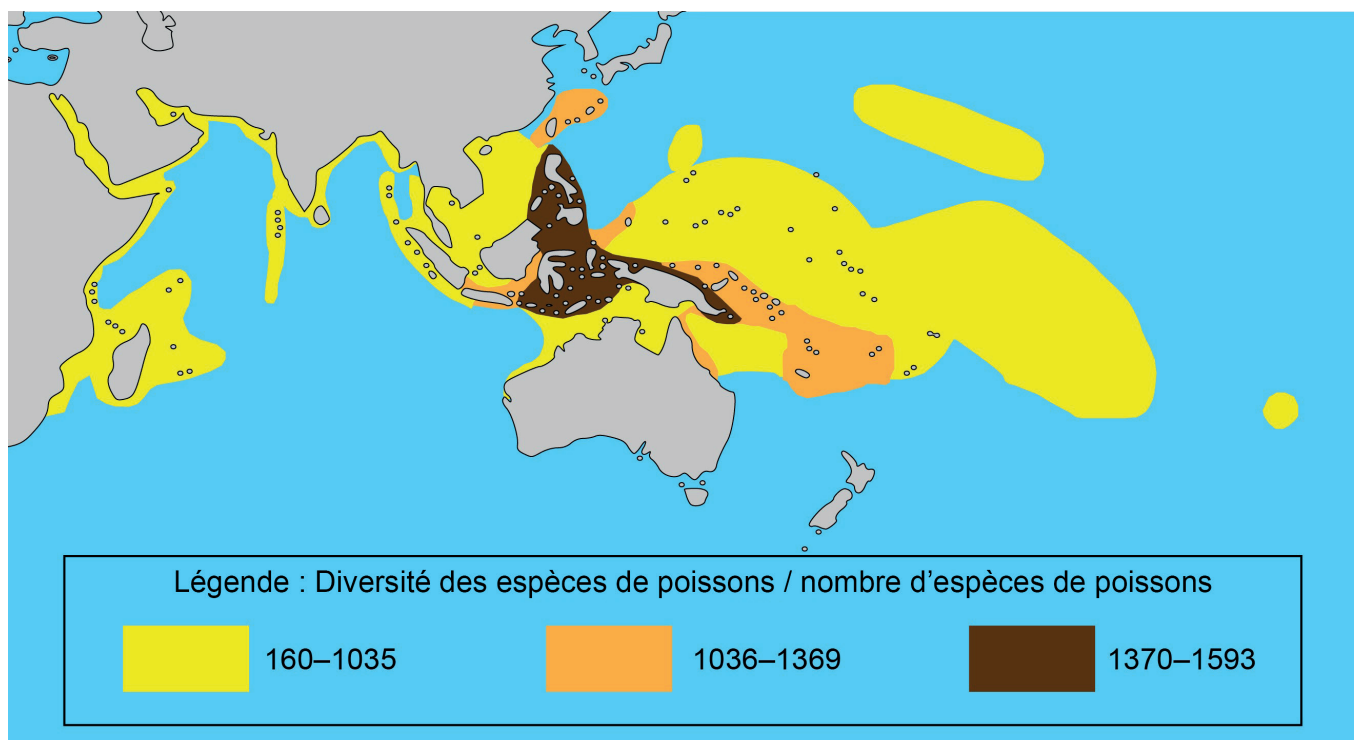 Légende : Diversité des espèces de poissons / nombre d’espèces de poissons
160–1035
1036–1369
1370–1593